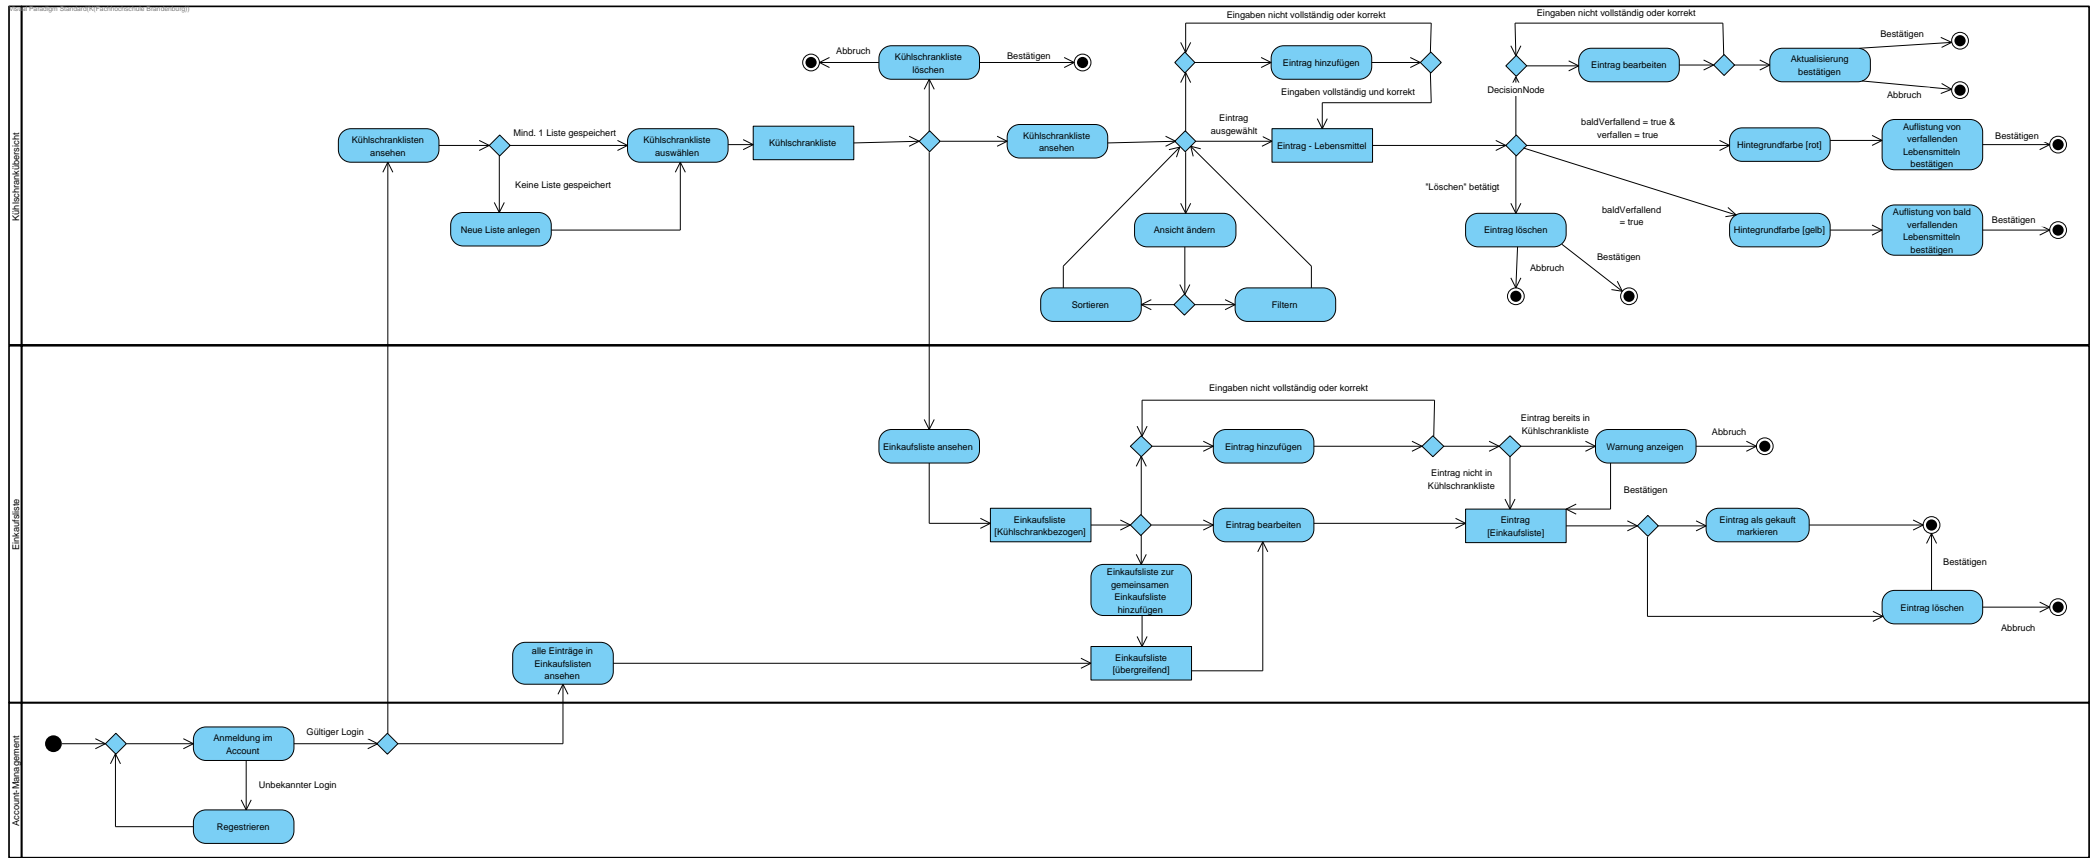 Visual Paradigm Standard(K(Fachhochschule Brandenburg))
Kühlschrankübersicht
Eingaben nicht vollständig oder korrekt
Eingaben nicht vollständig oder korrekt
Abbruch
Kühlschrankliste
löschen
Bestätigen
Eintrag hinzufügen
Eintrag bearbeiten
Aktualisierung
bestätigen
Bestätigen
Abbruch
Eingaben vollständig und korrekt
DecisionNode
Kühlschranklisten
ansehen
Mind. 1 Liste gespeichert
Kühlschrankliste
auswählen
Kühlschrankliste
Kühlschrankliste
ansehen
Eintrag
ausgewählt
Eintrag - Lebensmittel
baldVerfallend = true &
verfallen = true
Hintegrundfarbe [rot]
Auflistung von
verfallenden
Lebensmitteln
bestätigen
Bestätigen
Keine Liste gespeichert
Neue Liste anlegen
Ansicht ändern
"Löschen" betätigt
Eintrag löschen
baldVerfallend
= true
Hintegrundfarbe [gelb]
Auflistung von bald
verfallenden
Lebensmitteln
bestätigen
Bestätigen
Abbruch
Bestätigen
Sortieren
Filtern
Einkaufsliste
Eingaben nicht vollständig oder korrekt
Einkaufsliste ansehen
Eintrag hinzufügen
Eintrag bereits in
Kühlschrankliste
Warnung anzeigen
Abbruch
Eintrag nicht in
Kühlschrankliste
Bestätigen
Einkaufsliste
[Kühlschrankbezogen]
Eintrag bearbeiten
Eintrag
[Einkaufsliste]
Eintrag als gekauft
markieren
Bestätigen
Einkaufsliste zur
gemeinsamen
Einkaufsliste
hinzufügen
Eintrag löschen
Abbruch
alle Einträge in
Einkaufslisten
ansehen
Einkaufsliste
[übergreifend]
Account-Management
Anmeldung im
Account
Gültiger Login
Unbekannter Login
Regestrieren